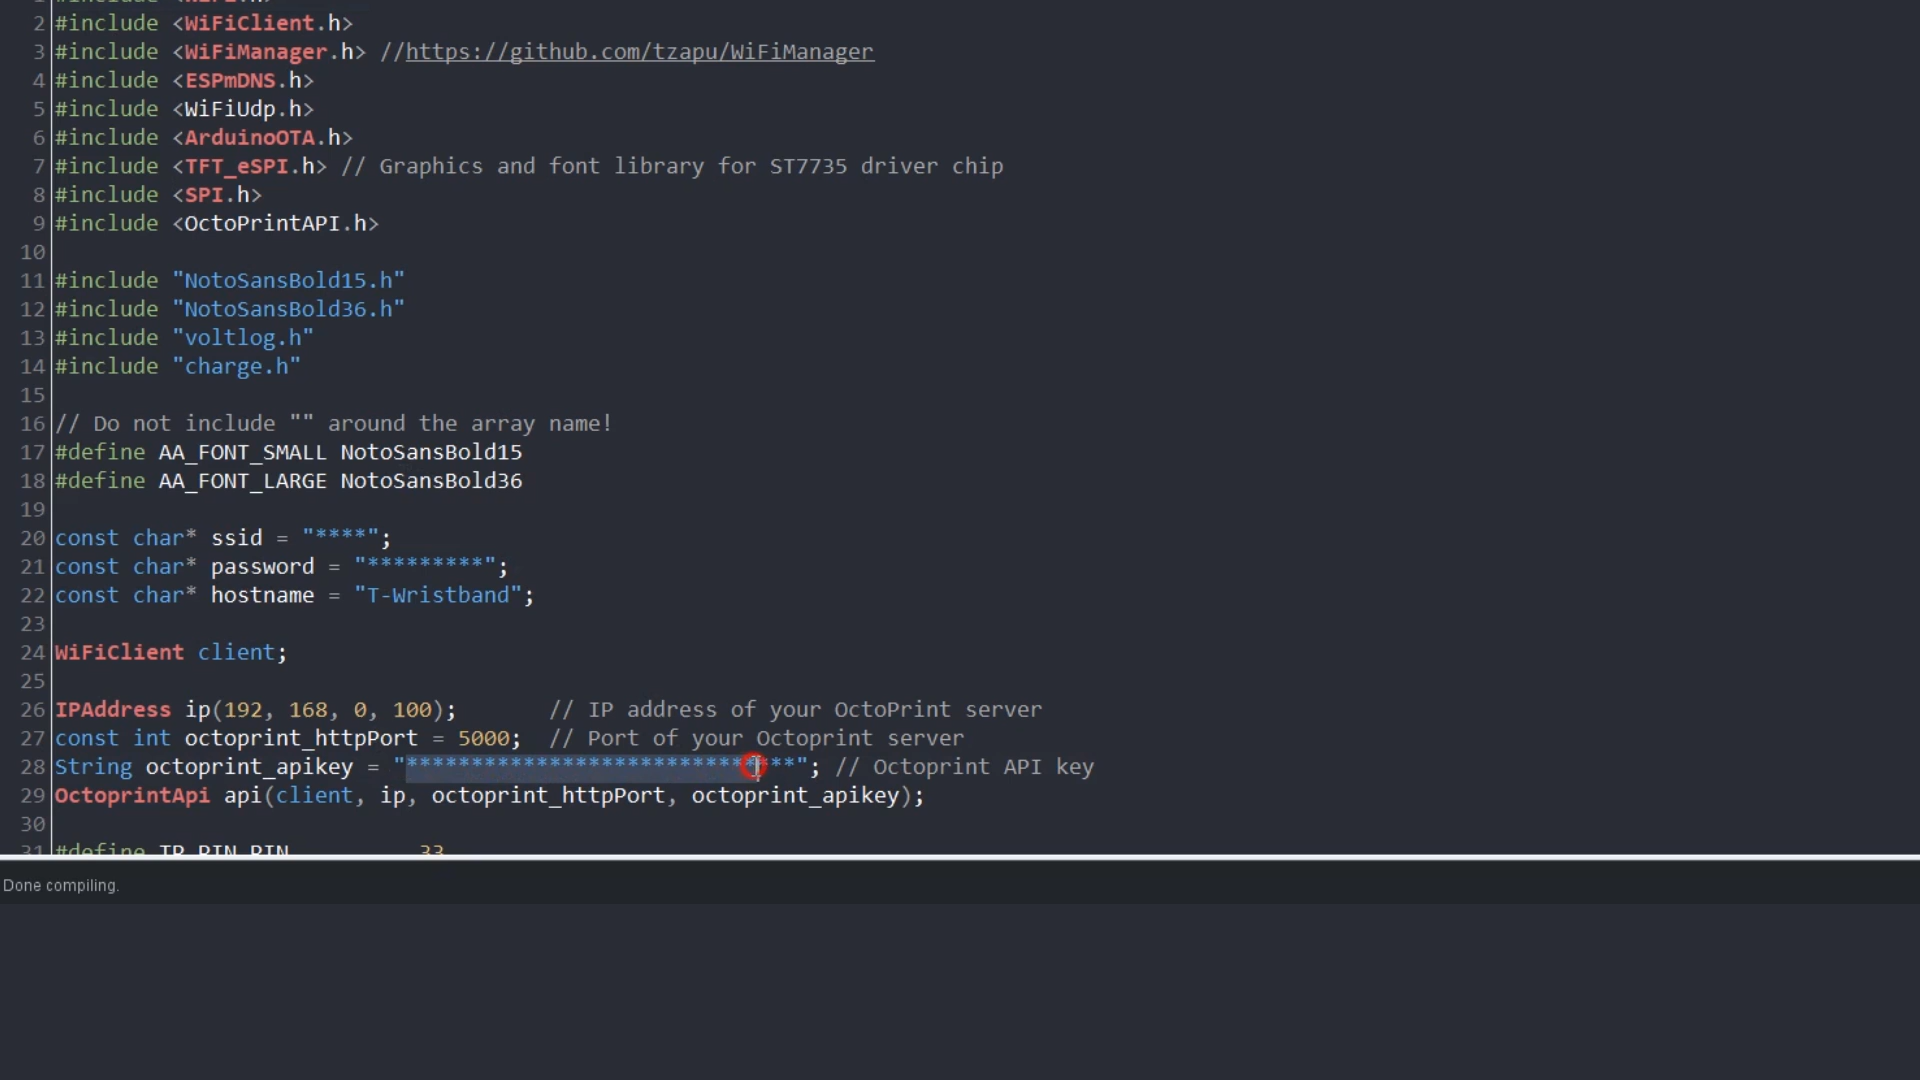 2 #include <WiFiClient.h>
3 #include <WiFiManager.h> //https://github.com/tzapu/WiFiManager
4 #include <ESPmDNS.h>
5 #include <WiFiUdp.h>
6 #include <ArduinoOTA.h>
7 #include <TFT_eSPI.h> // Graphics and font library for ST7735 driver chip
8 #include <SPI.h>
9 #include <OctoPrintAPI.h>
10
11 #include "NotoSansBold15.h"
12 #include "NotoSansBold36.h"
13 #include "voltlog.h"
14 #include "charge.h"
15
16 // Do not include "" around the array name!
17 #define AA_FONT_SMALL NotoSansBold15
18 #define AA_FONT_LARGE NotoSansBold36
19
20 const char* ssid = "****";
21 const char* password = "*********";
22 const char* hostname = "T-Wristband";
23
24 WiFiClient client;
25
26 IPAddress ip(192, 168, 0, 100); // IP address of your OctoPrint server
27 const int octoprint_httpPort = 5000; // Port of your Octoprint server
28 String octoprint_apikey = "******************************"; // Octoprint API key
29 OctoprintApi api(client, ip, octoprint_httpPort, octoprint_apikey);
30
31 #define TP_PIN_PIN 33
Done compiling.